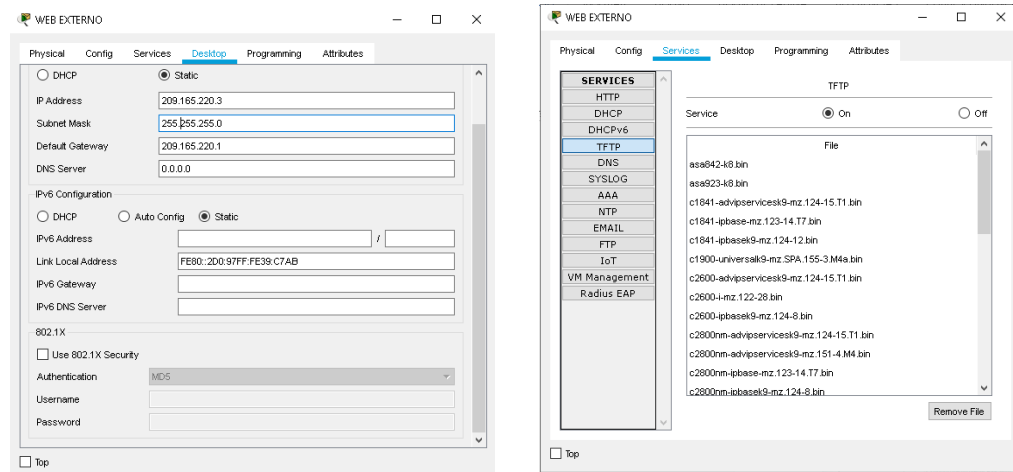 WEB EXTERNO
Physical Config Services Desktop Programming Attributes
DHCP Static
IP Address 209.165.220.3
Subnet Mask 255.255.255.0
Default Gateway 209.165.220.1
DNS Server 0.0.0.0
IPv6 Configuration
DHCP Auto Config Static
IPv6 Address /
Link Local Address FE80::2D0:97FF:FE39:C7AB
IPv6 Gateway
IPv6 DNS Server
802.1X
Use 802.1X Security
Authentication MD5
Username
Password
Top
WEB EXTERNO
Physical Config Services Desktop Programming Attributes
SERVICES
HTTP
DHCP
DHCPv6
TFTP
DNS
SYSLOG
AAA
NTP
EMAIL
FTP
IoT
VM Management
Radius EAP
TFTP
Service On Off
File
asa842-k8.bin
asa923-k8.bin
c1841-advipservicesk9-mz.124-15.T1.bin
c1841-ipbase-mz.123-14.T7.bin
c1841-ipbasek9-mz.124-12.bin
c1900-universalk9-mz.SPA.155-3.M4a.bin
c2600-advipservicesk9-mz.124-15.T1.bin
c2600-i-mz.122-28.bin
c2600-ipbasek9-mz.124-8.bin
c2800nm-advipservicesk9-mz.124-15.T1.bin
c2800nm-advipservicesk9-mz.151-4.M4.bin
c2800nm-ipbase-mz.123-14.T7.bin
c2800nm-ipbasek9-mz.124-8.bin
Remove File
Top